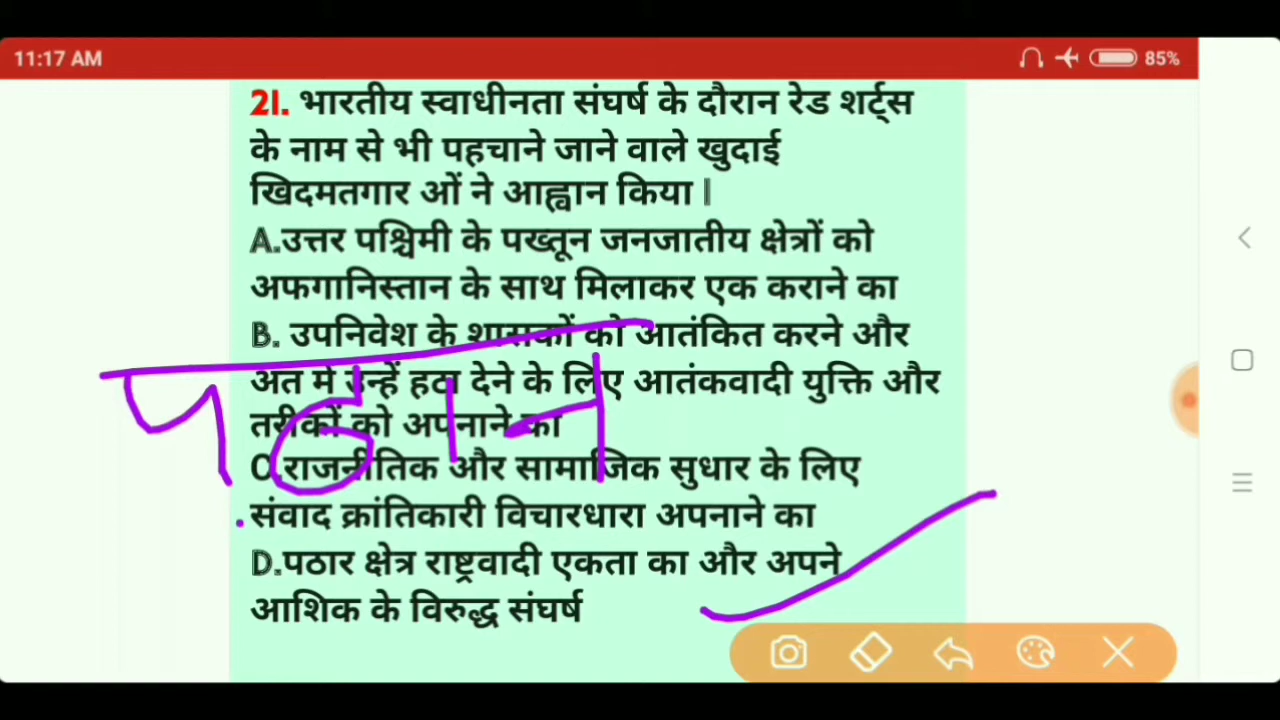 11:17 AM
85%
21. भारतीय स्वाधीनता संघर्ष के दौरान रेड शर्ट्स
के नाम से भी पहचाने जाने वाले खुदाई
खिदमतगार ओं ने आह्वान किया |
A.उत्तर पश्चिमी के पख्तून जनजातीय क्षेत्रों को
अफगानिस्तान के साथ मिलाकर एक कराने का
B. उपनिवेश के शासकों को आतंकित करने और
अंत में उन्हें हटा देने के लिए आतंकवादी युक्ति और
तरीकों को अपनाने का
पठान
C.राजनीतिक और सामाजिक सुधार के लिए
संवाद क्रांतिकारी विचारधारा अपनाने का
D.पठार क्षेत्र राष्ट्रवादी एकता का और अपने
आशिक के विरुद्ध संघर्ष